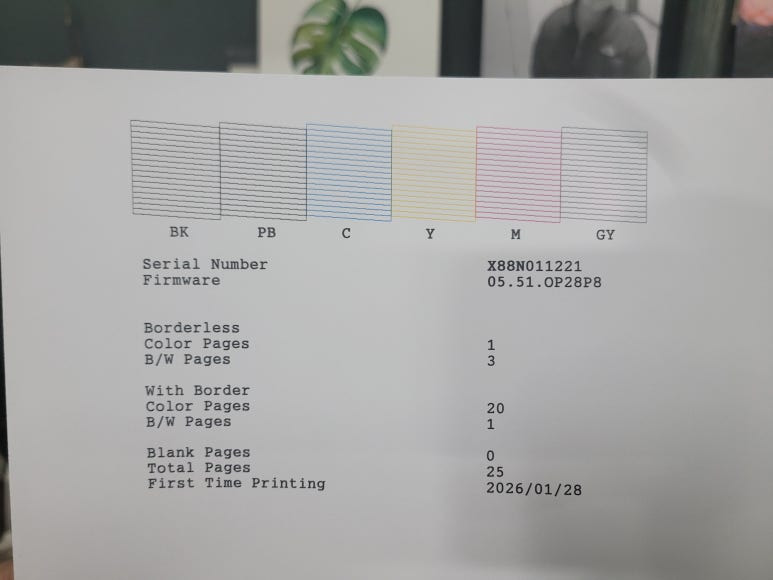 BK PB C Y M GY
Serial Number X88N011221
Firmware 05.51.OP28P8
Borderless
Color Pages 1
B/W Pages 3
With Border
Color Pages 20
B/W Pages 1
Blank Pages 0
Total Pages 25
First Time Printing 2026/01/28